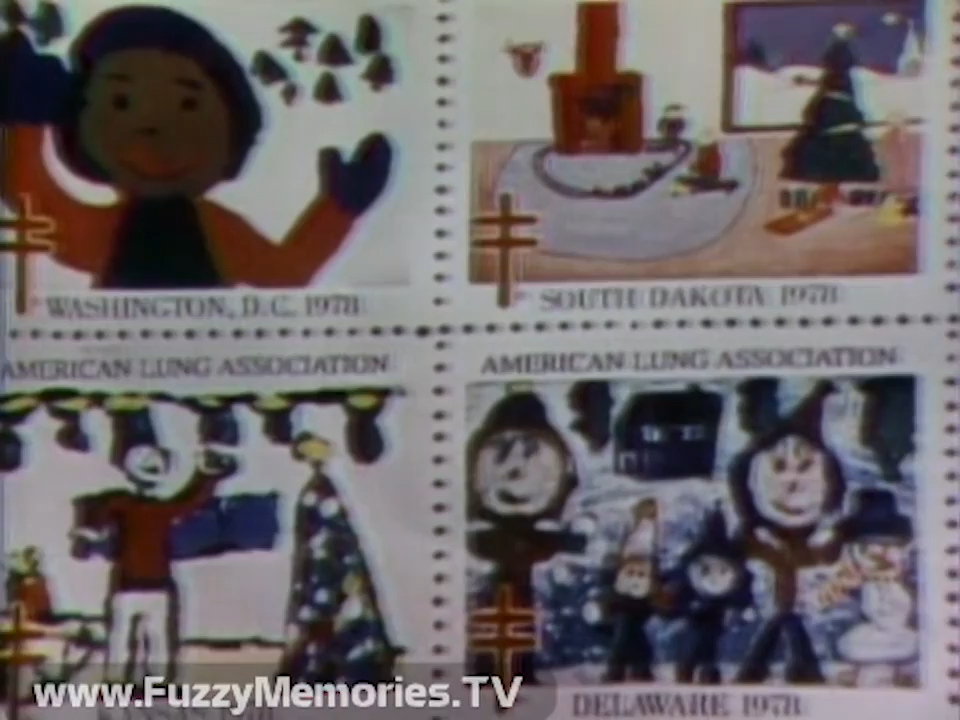 WASHINGTON, D.C. 1978
SOUTH DAKOTA 1978
AMERICAN LUNG ASSOCIATION
AMERICAN LUNG ASSOCIATION
www.FuzzyMemories.TV
DELAWARE 1978